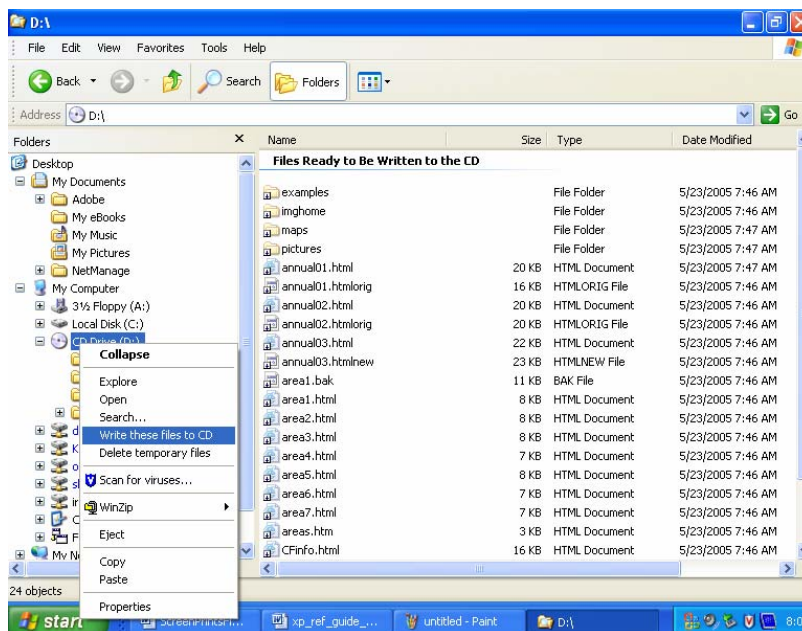 D:\
File Edit View Favorites Tools Help
Back Search Folders
Address D:\ Go
Folders
Desktop
My Documents
Adobe
My eBooks
My Music
My Pictures
NetManage
My Computer
3½ Floppy (A:)
Local Disk (C:)
CD Drive (D:)
Collapse
Explore
Open
Search...
Write these files to CD
Delete temporary files
Scan for viruses...
WinZip
Eject
Copy
Paste
Properties
Name Size Type Date Modified
Files Ready to Be Written to the CD
examples File Folder 5/23/2005 7:46 AM
imghome File Folder 5/23/2005 7:46 AM
maps File Folder 5/23/2005 7:47 AM
pictures File Folder 5/23/2005 7:47 AM
annual01.html 20 KB HTML Document 5/23/2005 7:47 AM
annual01.htmlorig 16 KB HTMLORIG File 5/23/2005 7:46 AM
annual02.html 20 KB HTML Document 5/23/2005 7:46 AM
annual02.htmlorig 20 KB HTMLORIG File 5/23/2005 7:46 AM
annual03.html 22 KB HTML Document 5/23/2005 7:46 AM
annual03.htmlnew 23 KB HTMLNEW File 5/23/2005 7:46 AM
area1.bak 11 KB BAK File 5/23/2005 7:46 AM
area1.html 8 KB HTML Document 5/23/2005 7:46 AM
area2.html 8 KB HTML Document 5/23/2005 7:46 AM
area3.html 8 KB HTML Document 5/23/2005 7:46 AM
area4.html 7 KB HTML Document 5/23/2005 7:46 AM
area5.html 8 KB HTML Document 5/23/2005 7:46 AM
area6.html 7 KB HTML Document 5/23/2005 7:46 AM
area7.html 7 KB HTML Document 5/23/2005 7:46 AM
areas.htm 3 KB HTML Document 5/23/2005 7:46 AM
CFinfo.html 16 KB HTML Document 5/23/2005 7:46 AM
My N
24 objects
start xp_ref_guide_... untitled - Paint D:\ 8:0